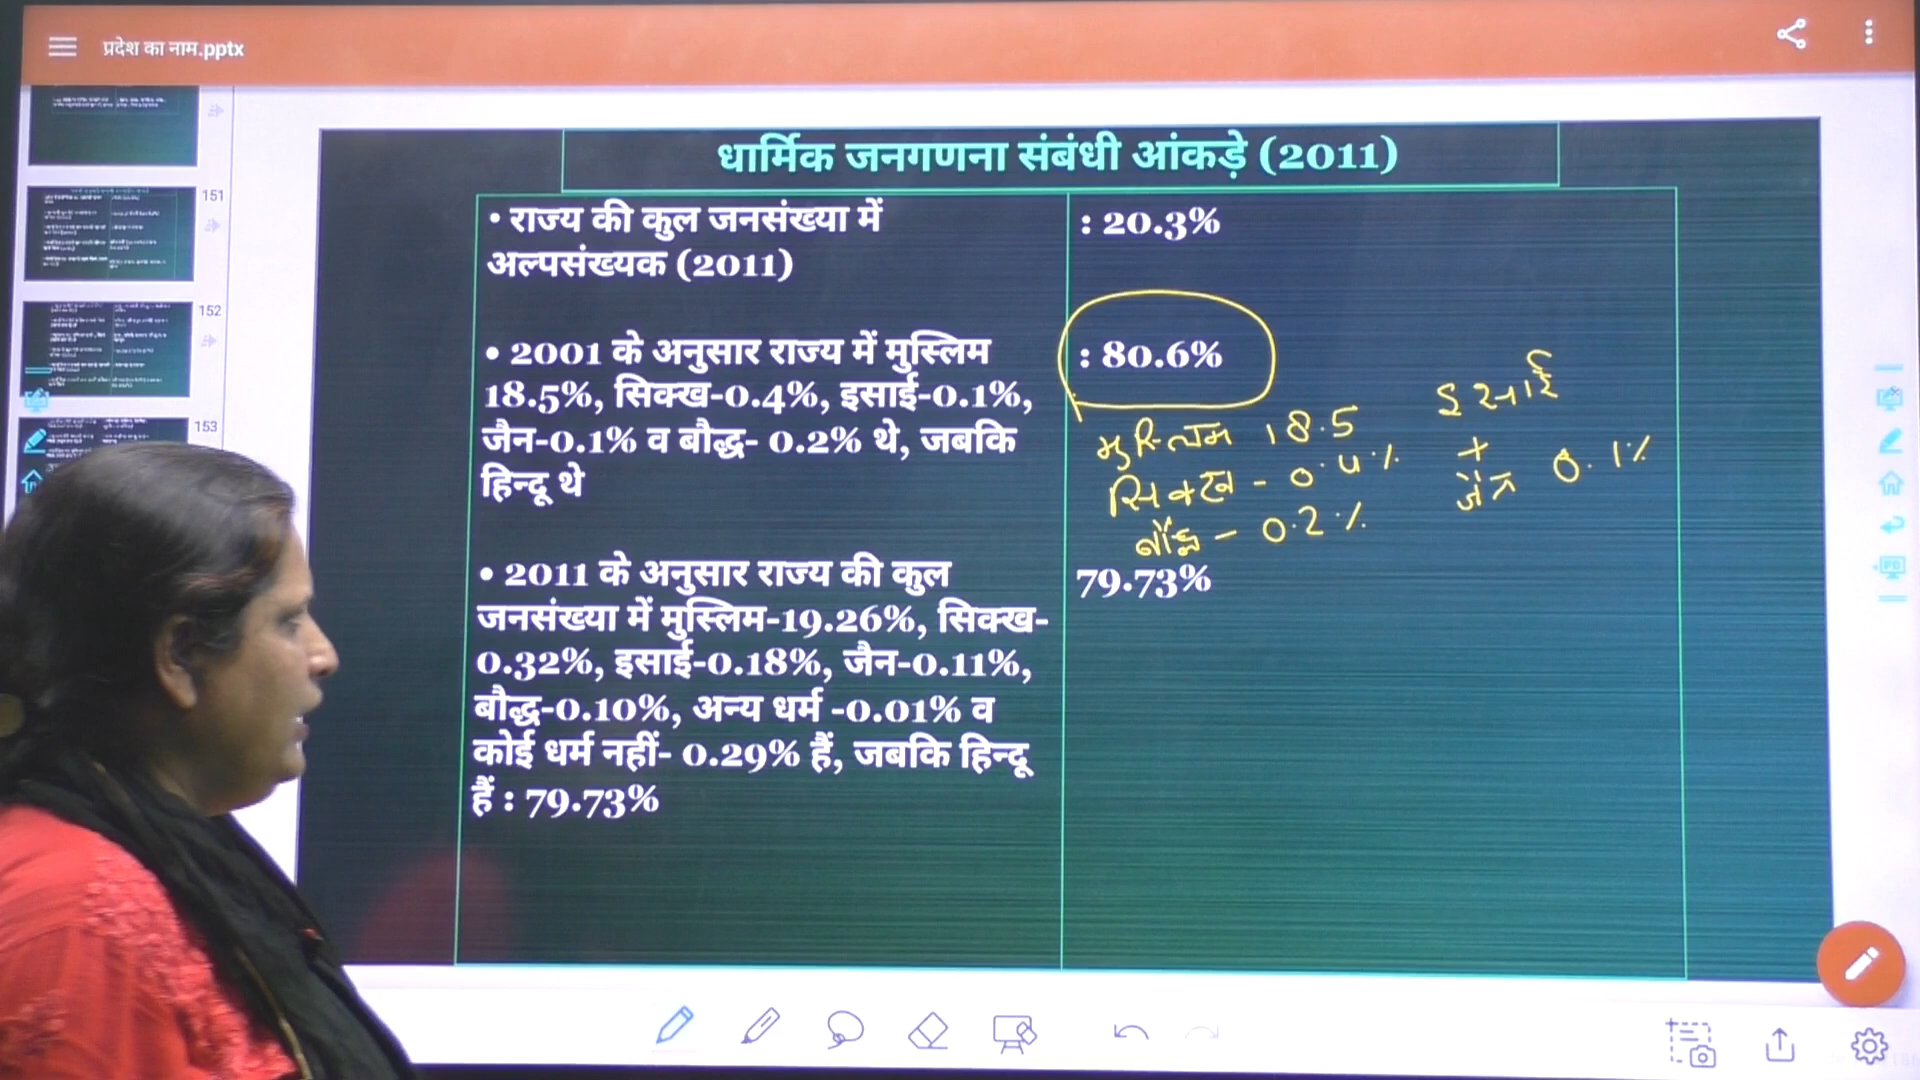 प्रदेश का नाम.pptx
151
152
153
धार्मिक जनगणना संबंधी आंकड़े (2011)
• राज्य की कुल जनसंख्या में
अल्पसंख्यक (2011)
: 20.3%
• 2001 के अनुसार राज्य में मुस्लिम
18.5%, सिक्ख-0.4%, इसाई-0.1%,
जैन-0.1% व बौद्ध- 0.2% थे, जबकि
हिन्दू थे
: 80.6%
मुस्लिम 18.5
सिक्ख - 0.4%
बौद्ध - 0.2%
इसाई
+
जैन 0.1%
• 2011 के अनुसार राज्य की कुल
जनसंख्या में मुस्लिम-19.26%, सिक्ख-
0.32%, इसाई-0.18%, जैन-0.11%,
बौद्ध-0.10%, अन्य धर्म -0.01% व
कोई धर्म नहीं- 0.29% हैं, जबकि हिन्दू
हैं : 79.73%
79.73%